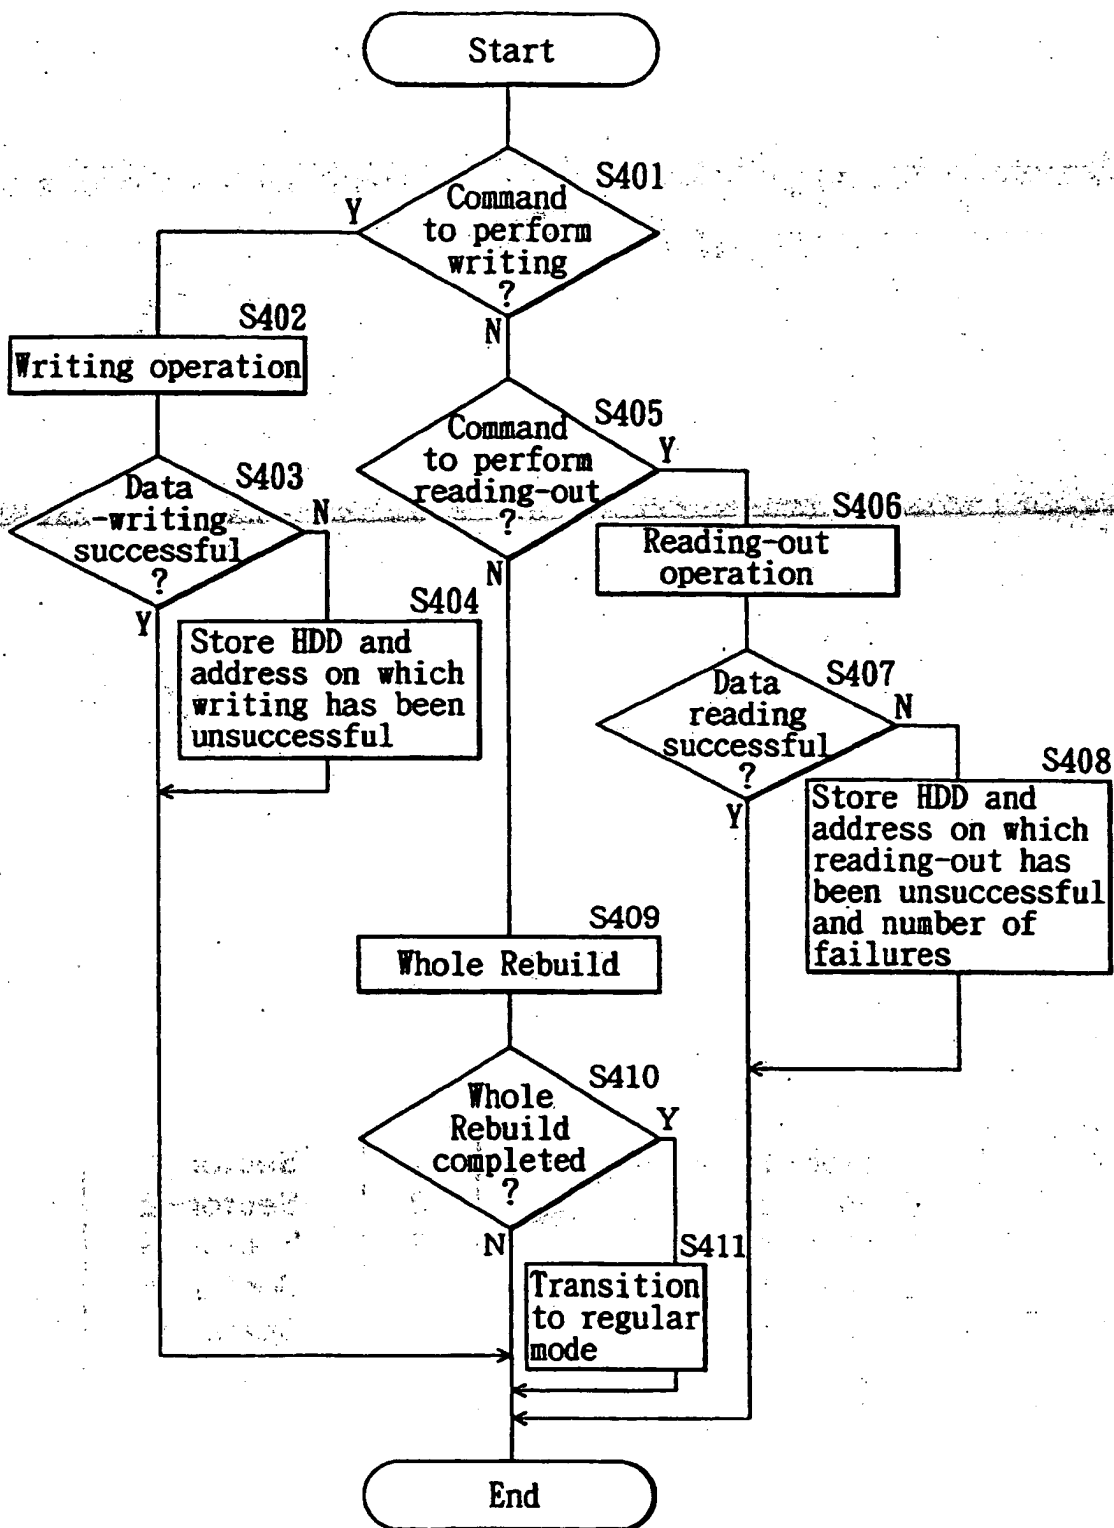 Start
S401
Command
to perform
writing
?
Y
N
S402
Writing operation
S403
Data
-writing
successful
?
N
Y
S404
Store HDD and
address on which
writing has been
unsuccessful
S405
Command
to perform
reading-out
?
Y
N
S406
Reading-out
operation
S407
Data
reading
successful
?
N
Y
S408
Store HDD and
address on which
reading-out has
been unsuccessful
and number of
failures
S409
Whole Rebuild
S410
Whole
Rebuild
completed
?
Y
N
S411
Transition
to regular
mode
End